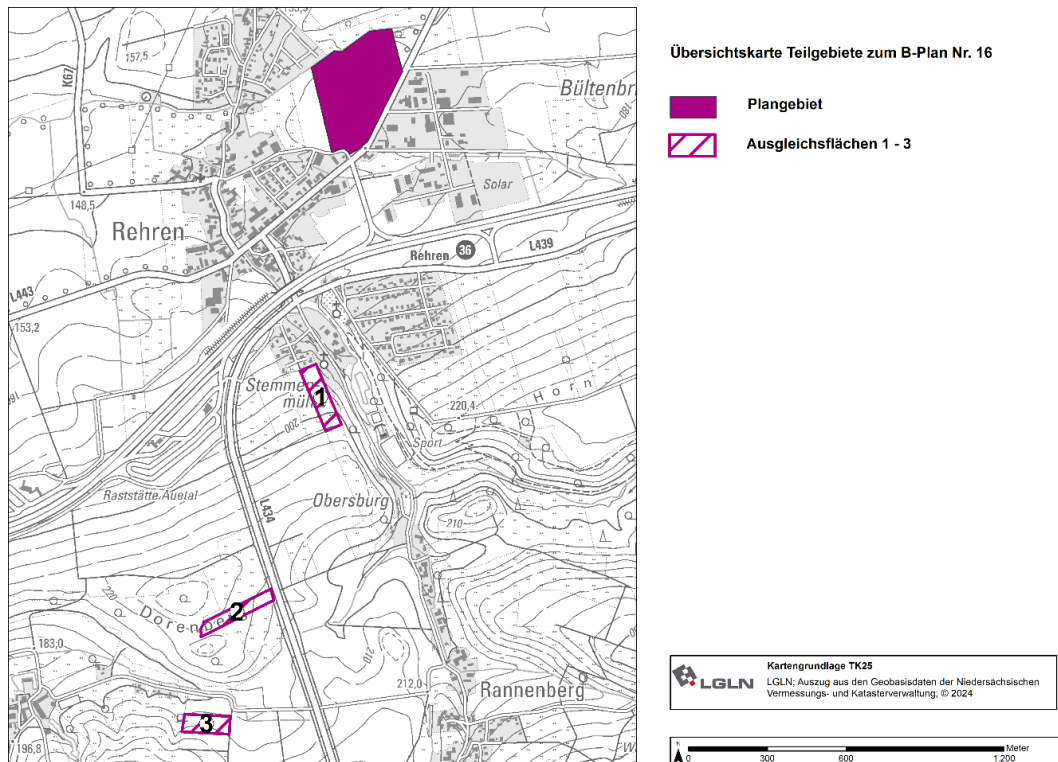 157,5
K67
Bültenbr
180
Übersichtskarte Teilgebiete zum B-Plan Nr. 16
Plangebiet
Ausgleichsflächen 1 - 3
148,5
Solar
Rehren
Rehren
36
L439
L443
153,2
Stemmen
mühl
1
200
Horn
220,4
Sport
Raststätte Auetal
Obersburg
210
L434
220
Dorenbe
2
183,0
210
212,0
Rannenberg
3
196,8
W
LGLN
Kartengrundlage TK25
LGLN; Auszug aus den Geobasisdaten der Niedersächsischen
Vermessungs- und Katasterverwaltung; © 2024
N
Meter
0 300 600 1.200